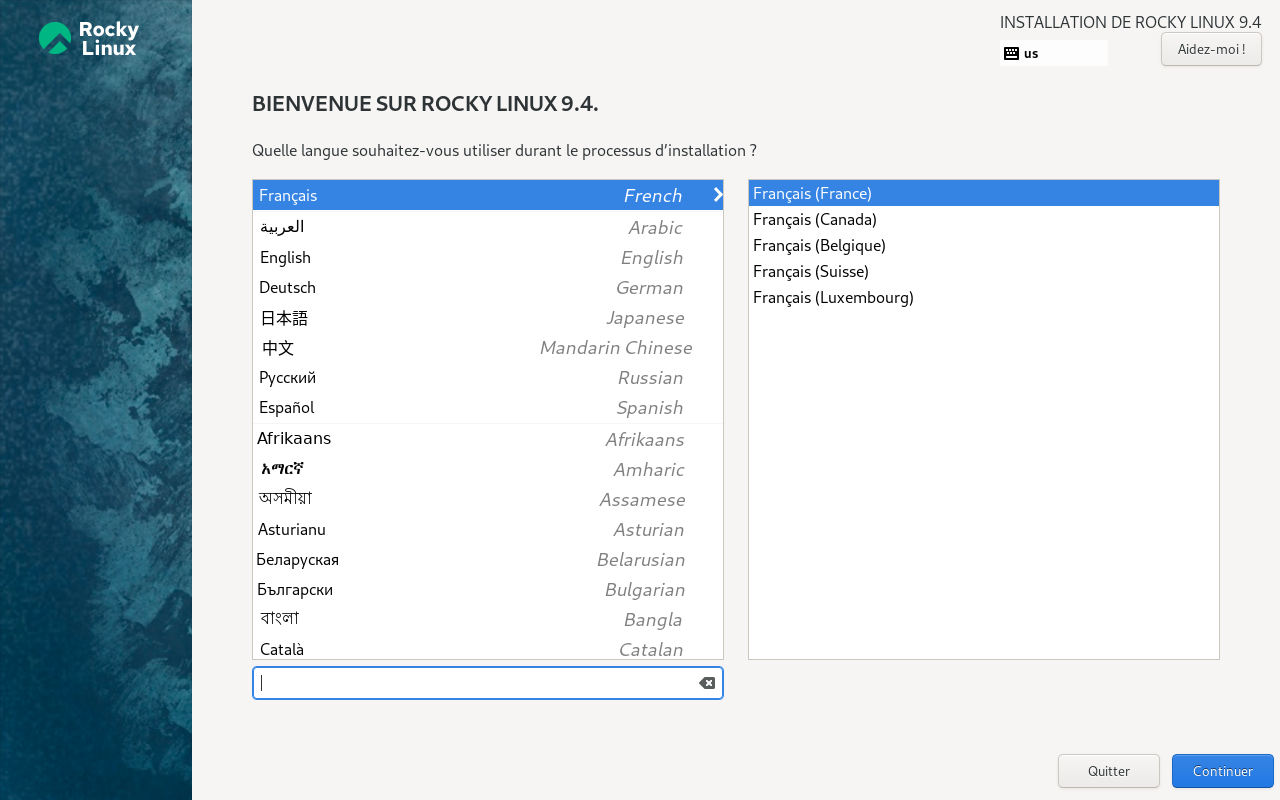 Rocky
Linux
INSTALLATION DE ROCKY LINUX 9.4
us
Aidez-moi !
BIENVENUE SUR ROCKY LINUX 9.4.
Quelle langue souhaitez-vous utiliser durant le processus d’installation ?
Français French
العربية Arabic
English English
Deutsch German
日本語 Japanese
中文 Mandarin Chinese
Русский Russian
Español Spanish
Afrikaans Afrikaans
አማርኛ Amharic
অসমীয়া Assamese
Asturianu Asturian
Беларуская Belarusian
Български Bulgarian
বাংলা Bangla
Català Catalan
Français (France)
Français (Canada)
Français (Belgique)
Français (Suisse)
Français (Luxembourg)
Quitter
Continuer